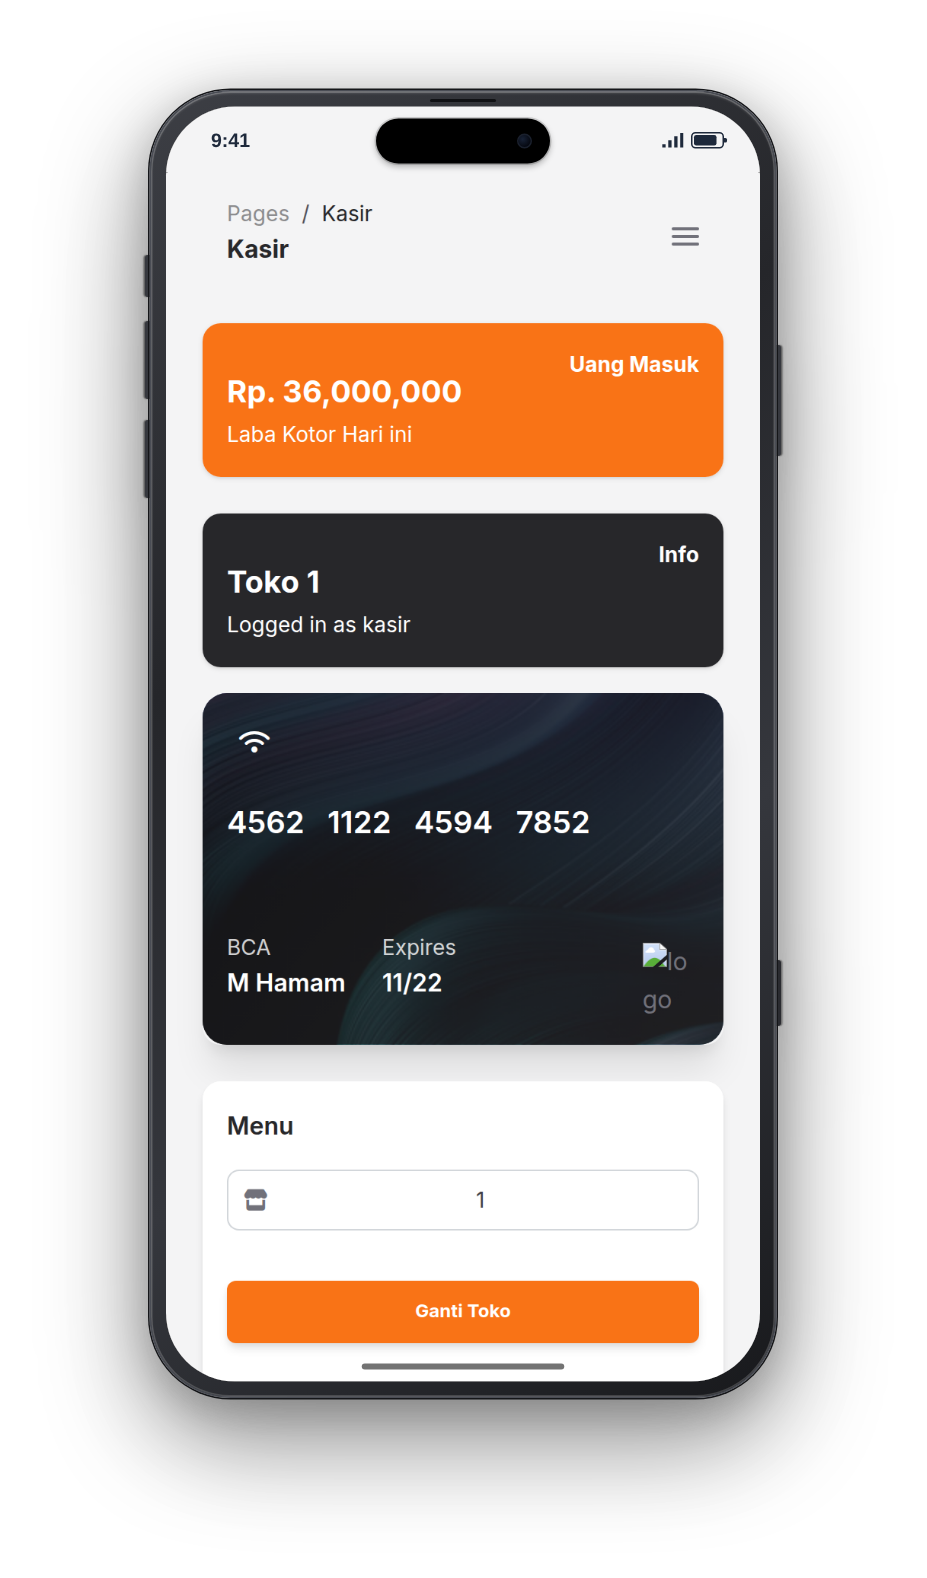 9:41
Pages / Kasir
Kasir
Uang Masuk
Rp. 36,000,000
Laba Kotor Hari ini
Info
Toko 1
Logged in as kasir
4562 1122 4594 7852
BCA Expires
M Hamam 11/22
lo
go
Menu
1
Ganti Toko